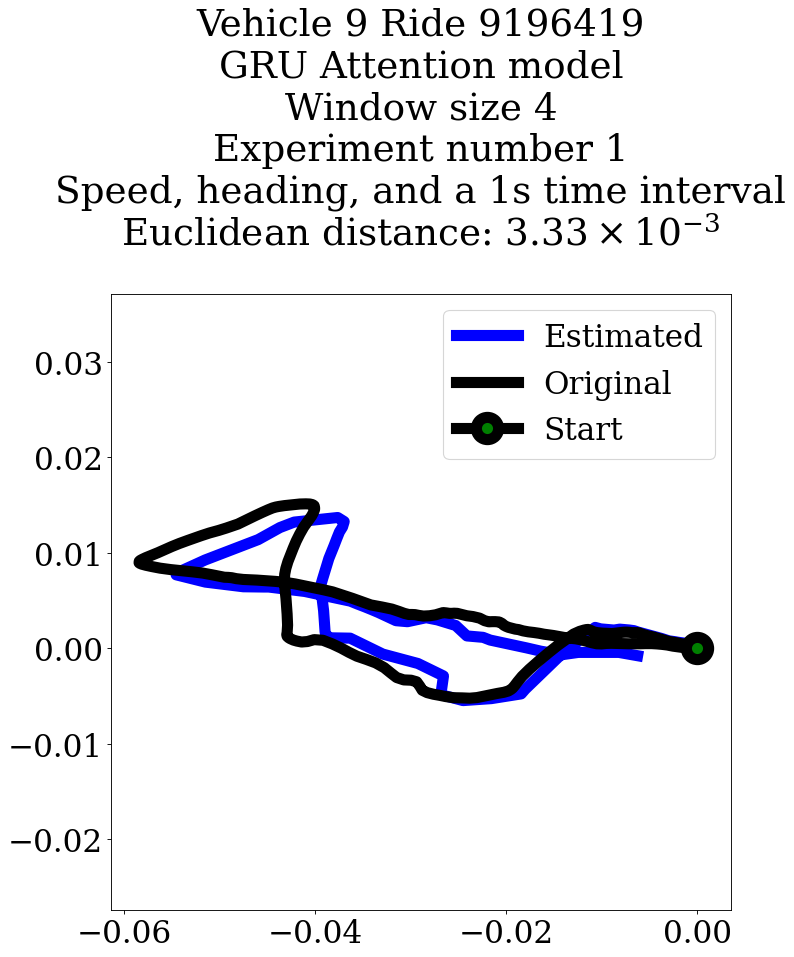 Vehicle 9 Ride 9196419
GRU Attention model
Window size 4
Experiment number 1
Speed, heading, and a 1s time interval
Euclidean distance: 3.33 × 10⁻³
Estimated
Original
Start
0.03
0.02
0.01
0.00
−0.01
−0.02
−0.06 −0.04 −0.02 0.00